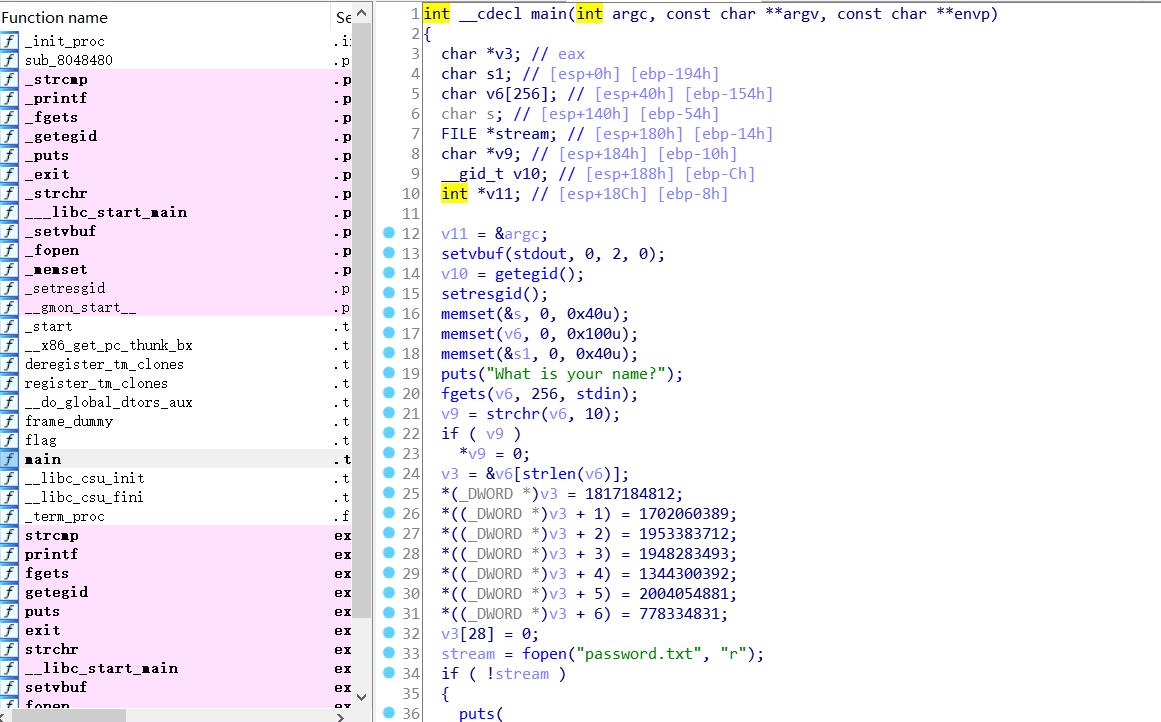 Function name
Se
_init_proc .i
sub_8048480 .p
_strcmp .p
_printf .p
_fgets .p
_getegid .p
_puts .p
_exit .p
_strchr .p
___libc_start_main .p
_setvbuf .p
_fopen .p
_memset .p
_setresgid .p
__gmon_start__ .p
_start .t
__x86_get_pc_thunk_bx .t
deregister_tm_clones .t
register_tm_clones .t
__do_global_dtors_aux .t
frame_dummy .t
flag .t
main .t
__libc_csu_init .t
__libc_csu_fini .t
_term_proc .f
strcmp ex
printf ex
fgets ex
getegid ex
puts ex
exit ex
strchr ex
__libc_start_main ex
setvbuf ex
fopen ex
1 int __cdecl main(int argc, const char **argv, const char **envp)
2 {
3 char *v3; // eax
4 char s1; // [esp+0h] [ebp-194h]
5 char v6[256]; // [esp+40h] [ebp-154h]
6 char s; // [esp+140h] [ebp-54h]
7 FILE *stream; // [esp+180h] [ebp-14h]
8 char *v9; // [esp+184h] [ebp-10h]
9 __gid_t v10; // [esp+188h] [ebp-Ch]
10 int *v11; // [esp+18Ch] [ebp-8h]
11
12 v11 = &argc;
13 setvbuf(stdout, 0, 2, 0);
14 v10 = getegid();
15 setresgid();
16 memset(&s, 0, 0x40u);
17 memset(v6, 0, 0x100u);
18 memset(&s1, 0, 0x40u);
19 puts("What is your name?");
20 fgets(v6, 256, stdin);
21 v9 = strchr(v6, 10);
22 if ( v9 )
23 *v9 = 0;
24 v3 = &v6[strlen(v6)];
25 *(_DWORD *)v3 = 1817184812;
26 *((_DWORD *)v3 + 1) = 1702060389;
27 *((_DWORD *)v3 + 2) = 1953383712;
28 *((_DWORD *)v3 + 3) = 1948283493;
29 *((_DWORD *)v3 + 4) = 1344300392;
30 *((_DWORD *)v3 + 5) = 2004054881;
31 *((_DWORD *)v3 + 6) = 778334831;
32 v3[28] = 0;
33 stream = fopen("password.txt", "r");
34 if ( !stream )
35 {
36 puts(